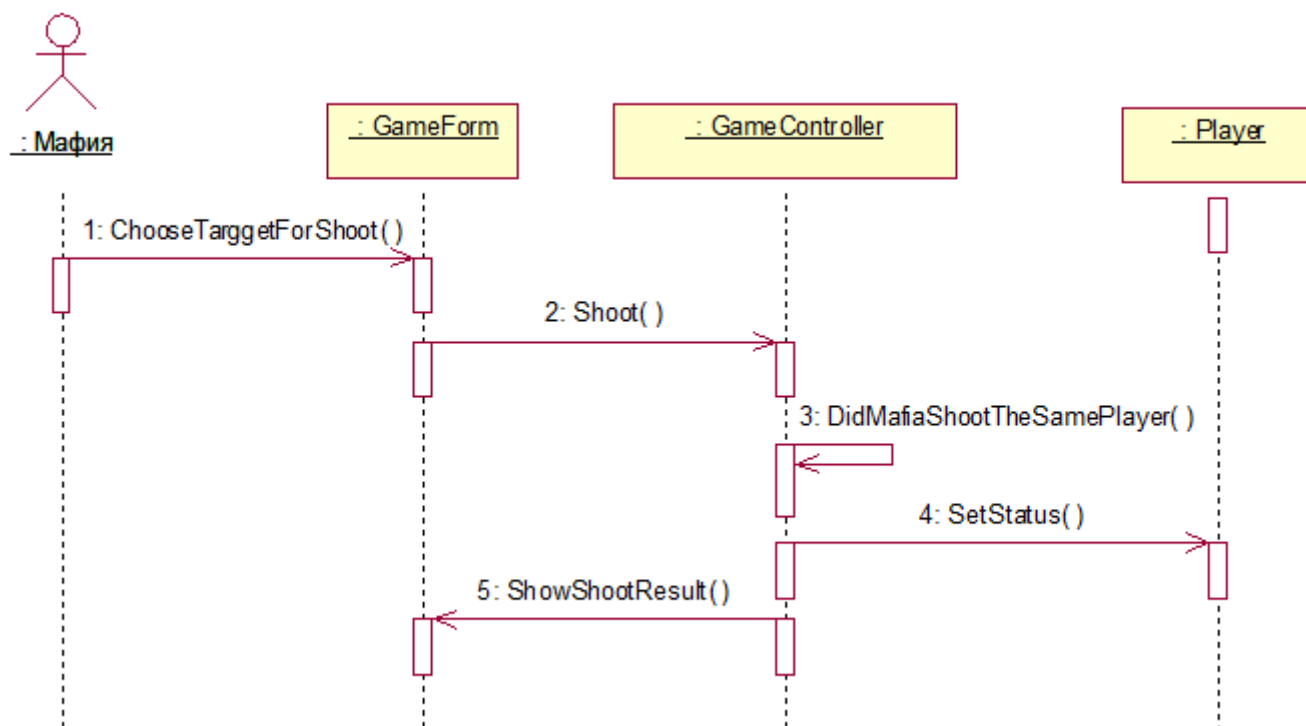 : Мафия
: GameForm
: GameController
: Player
1: ChooseTarggetForShoot( )
2: Shoot( )
3: DidMafiaShootTheSamePlayer( )
4: SetStatus( )
5: ShowShootResult( )